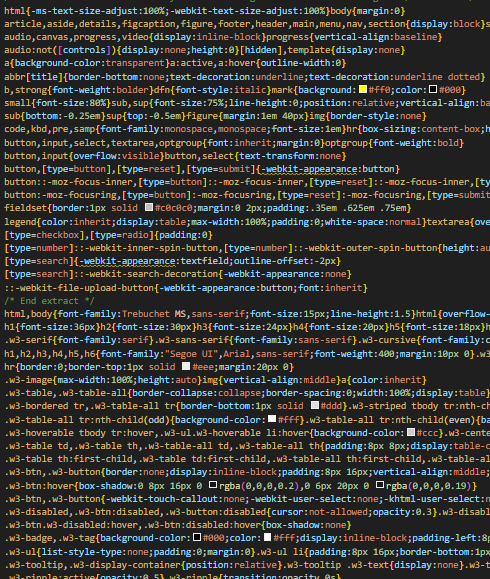 html{-ms-text-size-adjust:100%;-webkit-text-size-adjust:100%}body{margin:0}
article,aside,details,figcaption,figure,footer,header,main,menu,nav,section{display:block}s
audio,canvas,progress,video{display:inline-block}progress{vertical-align:baseline}
audio:not([controls]){display:none;height:0}[hidden],template{display:none}
a{background-color:transparent}a:active,a:hover{outline-width:0}
abbr[title]{border-bottom:none;text-decoration:underline;text-decoration:underline dotted}
b,strong{font-weight:bolder}dfn{font-style:italic}mark{background:#ff0;color:#000}
small{font-size:80%}sub,sup{font-size:75%;line-height:0;position:relative;vertical-align:ba
sub{bottom:-0.25em}sup{top:-0.5em}figure{margin:1em 40px}img{border-style:none}
code,kbd,pre,samp{font-family:monospace,monospace;font-size:1em}hr{box-sizing:content-box;h
button,input,select,textarea,optgroup{font:inherit;margin:0}optgroup{font-weight:bold}
button,input{overflow:visible}button,select{text-transform:none}
button,[type=button],[type=reset],[type=submit]{-webkit-appearance:button}
button::-moz-focus-inner,[type=button]::-moz-focus-inner,[type=reset]::-moz-focus-inner,[ty
button:-moz-focusring,[type=button]:-moz-focusring,[type=reset]:-moz-focusring,[type=submit
fieldset{border:1px solid #c0c0c0;margin:0 2px;padding:.35em .625em .75em}
legend{color:inherit;display:table;max-width:100%;padding:0;white-space:normal}textarea{ove
[type=checkbox],[type=radio]{padding:0}
[type=number]::-webkit-inner-spin-button,[type=number]::-webkit-outer-spin-button{height:au
[type=search]{-webkit-appearance:textfield;outline-offset:-2px}
[type=search]::-webkit-search-decoration{-webkit-appearance:none}
::-webkit-file-upload-button{-webkit-appearance:button;font:inherit}
/* End extract */
html,body{font-family:Trebuchet MS,sans-serif;font-size:15px;line-height:1.5}html{overflow-
h1{font-size:36px}h2{font-size:30px}h3{font-size:24px}h4{font-size:20px}h5{font-size:18px}h
.w3-serif{font-family:serif}.w3-sans-serif{font-family:sans-serif}.w3-cursive{font-family:c
h1,h2,h3,h4,h5,h6{font-family:"Segoe UI",Arial,sans-serif;font-weight:400;margin:10px 0}.w3
hr{border:0;border-top:1px solid #eee;margin:20px 0}
.w3-image{max-width:100%;height:auto}img{vertical-align:middle}a{color:inherit}
.w3-table,.w3-table-all{border-collapse:collapse;border-spacing:0;width:100%;display:table}
.w3-bordered tr,.w3-table-all tr{border-bottom:1px solid #ddd}.w3-striped tbody tr:nth-chi
.w3-table-all tr:nth-child(odd){background-color:#fff}.w3-table-all tr:nth-child(even){bac
.w3-hoverable tbody tr:hover,.w3-ul.w3-hoverable li:hover{background-color:#ccc}.w3-cente
.w3-table td,.w3-table th,.w3-table-all td,.w3-table-all th{padding:8px 8px;display:table-c
.w3-table th:first-child,.w3-table td:first-child,.w3-table-all th:first-child,.w3-table-al
.w3-btn,.w3-button{border:none;display:inline-block;padding:8px 16px;vertical-align:middle;
.w3-btn:hover{box-shadow:0 8px 16px 0 rgba(0,0,0,0.2),0 6px 20px 0 rgba(0,0,0,0.19)}
.w3-btn,.w3-button{-webkit-touch-callout:none;-webkit-user-select:none;-khtml-user-select:n
.w3-disabled,.w3-btn:disabled,.w3-button:disabled{cursor:not-allowed;opacity:0.3}.w3-disabl
.w3-btn.w3-disabled:hover,.w3-btn:disabled:hover{box-shadow:none}
.w3-badge,.w3-tag{background-color:#000;color:#fff;display:inline-block;padding-left:8p
.w3-ul{list-style-type:none;padding:0;margin:0}.w3-ul li{padding:8px 16px;border-bottom:1px
.w3-tooltip,.w3-display-container{position:relative}.w3-tooltip .w3-text{display:none}.w3-t
.w3-ripple:active{opacity:0.5}.w3-ripple{transition:opacity 0s}